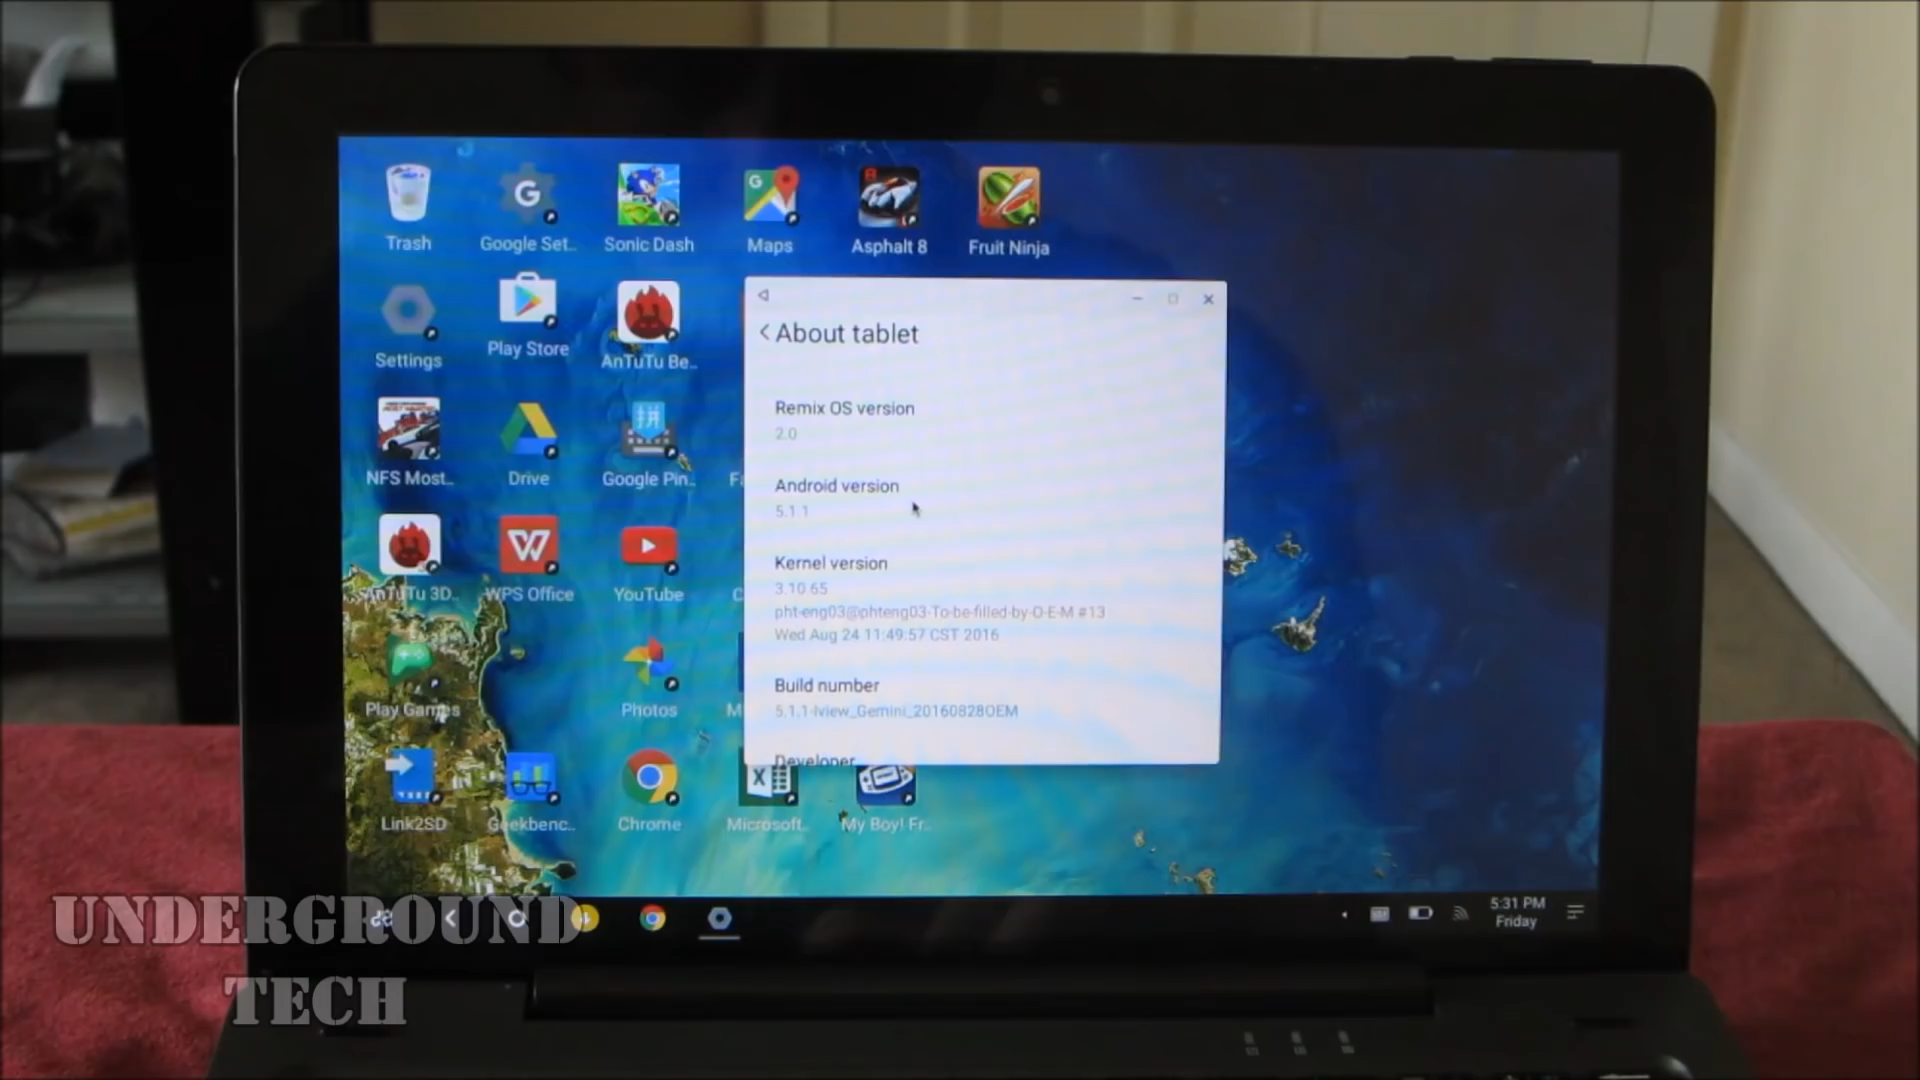 Trash
Google Set..
Sonic Dash
Maps
Asphalt 8
Fruit Ninja
Settings
Play Store
AnTuTu Be..
NFS Most..
Drive
Google Pin..
AnTuTu 3D..
WPS Office
YouTube
Play Games
Photos
Link2SD
Geekbenc..
Chrome
Microsoft..
My Boy! Fr..
About tablet
Remix OS version
2.0
Android version
5.1.1
Kernel version
3.10.65
pht-eng03@phteng03-To-be-filled-by-O-E-M #13
Wed Aug 24 11:49:57 CST 2016
Build number
5.1.1-Iview_Gemini_20160828OEM
Developer
5:31 PM
Friday
UNDERGROUND
TECH